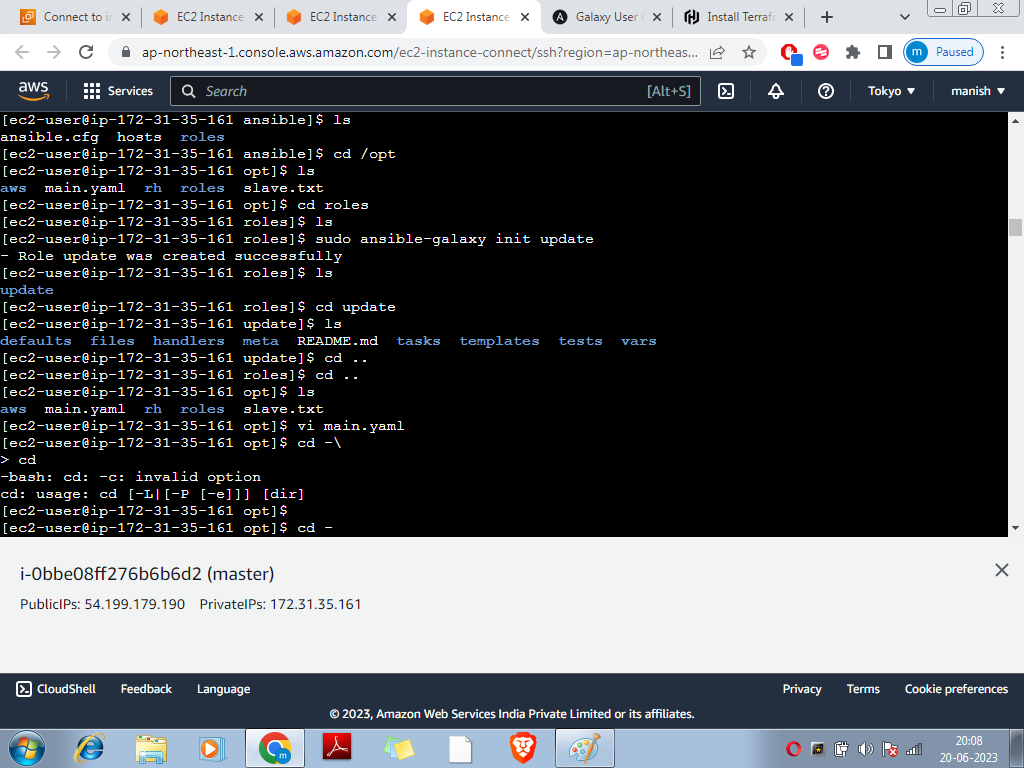 Connect to in
EC2 Instance
EC2 Instance
EC2 Instance
Galaxy User
Install Terraf
ap-northeast-1.console.aws.amazon.com/ec2-instance-connect/ssh?region=ap-northeas...
m
Paused
aws
Services
Search
[Alt+S]
Tokyo
manish
[ec2-user@ip-172-31-35-161 ansible]$ ls
ansible.cfg hosts roles
[ec2-user@ip-172-31-35-161 ansible]$ cd /opt
[ec2-user@ip-172-31-35-161 opt]$ ls
aws main.yaml rh roles slave.txt
[ec2-user@ip-172-31-35-161 opt]$ cd roles
[ec2-user@ip-172-31-35-161 roles]$ ls
[ec2-user@ip-172-31-35-161 roles]$ sudo ansible-galaxy init update
- Role update was created successfully
[ec2-user@ip-172-31-35-161 roles]$ ls
update
[ec2-user@ip-172-31-35-161 roles]$ cd update
[ec2-user@ip-172-31-35-161 update]$ ls
defaults files handlers meta README.md tasks templates tests vars
[ec2-user@ip-172-31-35-161 update]$ cd ..
[ec2-user@ip-172-31-35-161 roles]$ cd ..
[ec2-user@ip-172-31-35-161 opt]$ ls
aws main.yaml rh roles slave.txt
[ec2-user@ip-172-31-35-161 opt]$ vi main.yaml
[ec2-user@ip-172-31-35-161 opt]$ cd -\
> cd
-bash: cd: -c: invalid option
cd: usage: cd [-L|[-P [-e]]] [dir]
[ec2-user@ip-172-31-35-161 opt]$
[ec2-user@ip-172-31-35-161 opt]$ cd -
i-0bbe08ff276b6b6d2 (master)
PublicIPs: 54.199.179.190 PrivateIPs: 172.31.35.161
CloudShell
Feedback
Language
Privacy
Terms
Cookie preferences
© 2023, Amazon Web Services India Private Limited or its affiliates.
m
20:08
20-06-2023